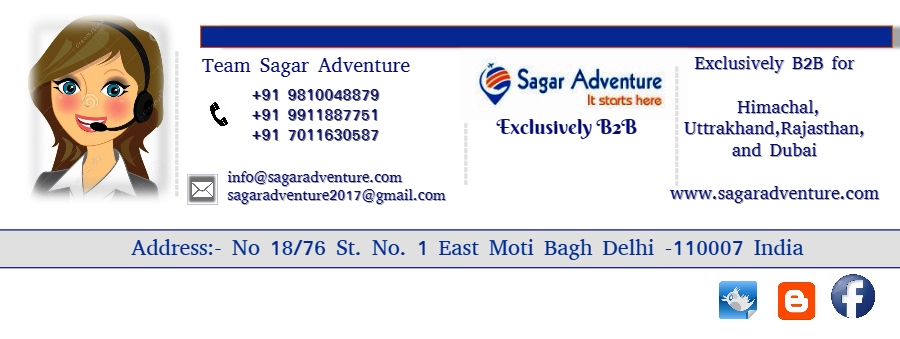 Team Sagar Adventure
+91 9810048879
+91 9911887751
+91 7011630587
info@sagaradventure.com
sagaradventure2017@gmail.com
Sagar Adventure
It starts here
Exclusively B2B
Exclusively B2B for
Himachal,
Uttrakhand,Rajasthan,
and Dubai
www.sagaradventure.com
Address:- No 18/76 St. No. 1 East Moti Bagh Delhi -110007 India